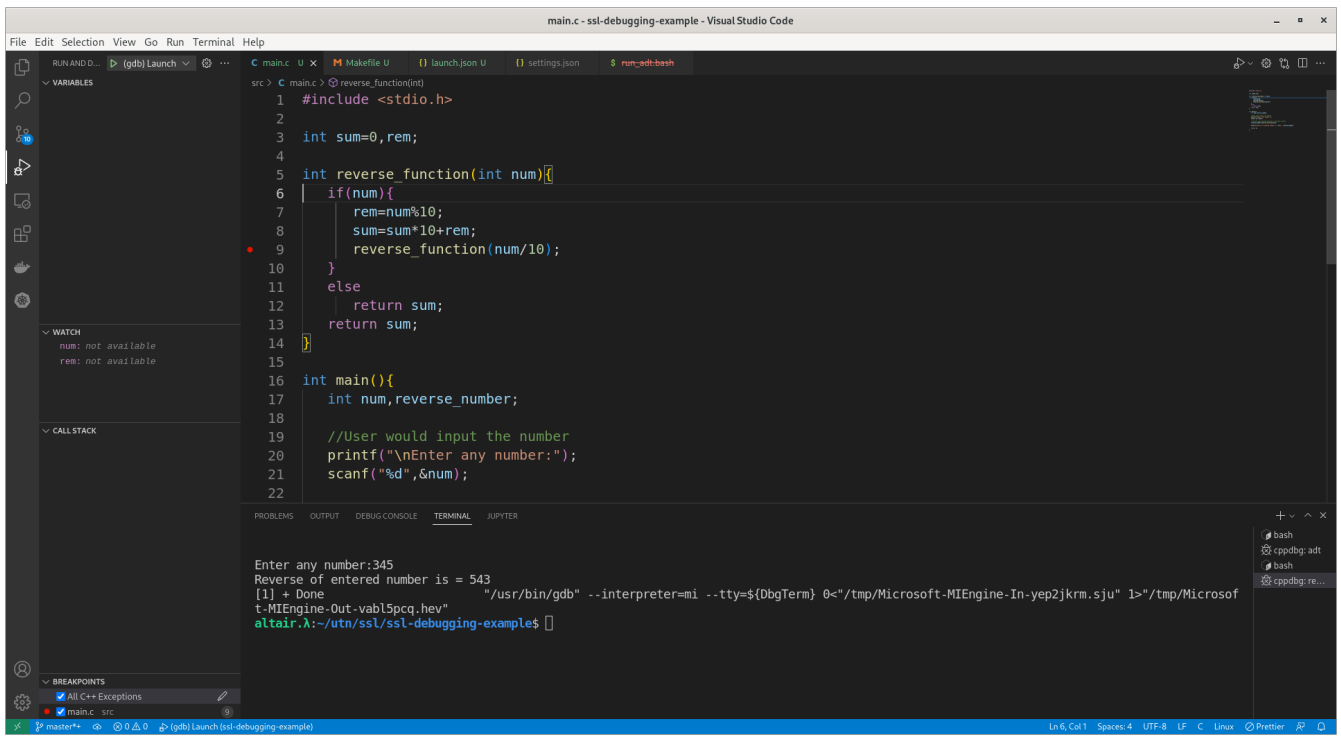 main.c - ssl-debugging-example - Visual Studio Code
File Edit Selection View Go Run Terminal Help
RUN AND D... (gdb) Launch
main.c U
Makefile U
launch.json U
settings.json
run_adt.bash
src > C main.c > reverse_function(int)
VARIABLES
1 #include <stdio.h>
2
3 int sum=0,rem;
4
5 int reverse_function(int num){
6 if(num){
7 rem=num%10;
8 sum=sum*10+rem;
9 reverse_function(num/10);
10 }
11 else
12 return sum;
13 return sum;
14 }
15
16 int main(){
17 int num,reverse_number;
18
19 //User would input the number
20 printf("\nEnter any number:");
21 scanf("%d",&num);
22
10
WATCH
num: not available
rem: not available
CALL STACK
BREAKPOINTS
All C++ Exceptions
main.c src 9
PROBLEMS OUTPUT DEBUG CONSOLE TERMINAL JUPYTER
Enter any number:345
Reverse of entered number is = 543
[1] + Done "/usr/bin/gdb" --interpreter=mi --tty=${DbgTerm} 0<"/tmp/Microsoft-MIEngine-In-yep2jkrm.sju" 1>"/tmp/Microsof
t-MIEngine-Out-vabl5pcq.hev"
altair.λ:~/utn/ssl/ssl-debugging-example$
bash
cppdbg: adt
bash
cppdbg: re...
master*+ 0 0 (gdb) Launch (ssl-debugging-example) Ln 6, Col 1 Spaces: 4 UTF-8 LF C Linux Prettier